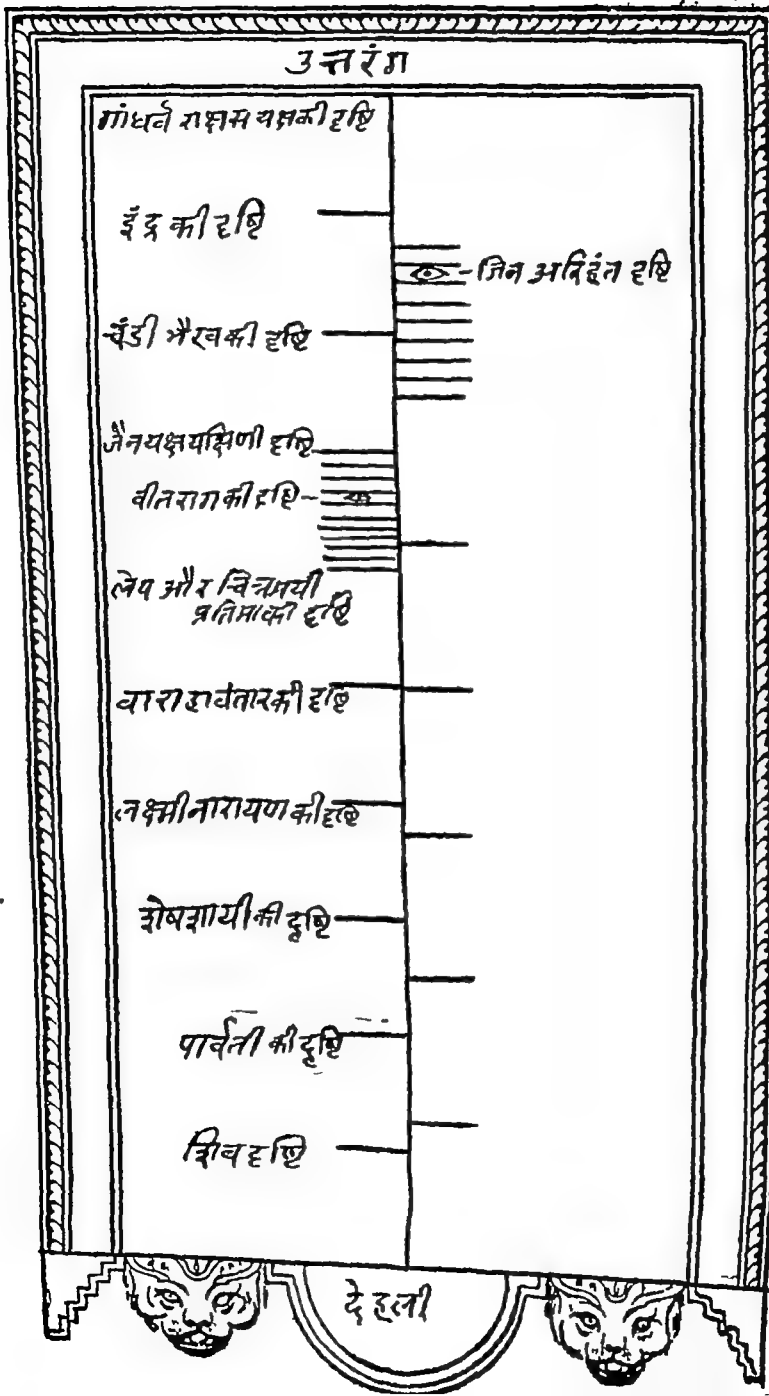 उत्तरंग
गांधर्व राक्षस यक्षकी दृष्टि
इंद्र की दृष्टि
जिन अरिहंत दृष्टि
चंडी भैरवकी दृष्टि
जैनयक्षयक्षिणी दृष्टि
वीतरागकी दृष्टि
लेप और चित्रमयी
प्रतिमाकी दृष्टि
वाराहावतारकी दृष्टि
लक्ष्मीनारायणकी दृष्टि
शेषशायीकी दृष्टि
पार्वती की दृष्टि
शिव दृष्टि
देहली